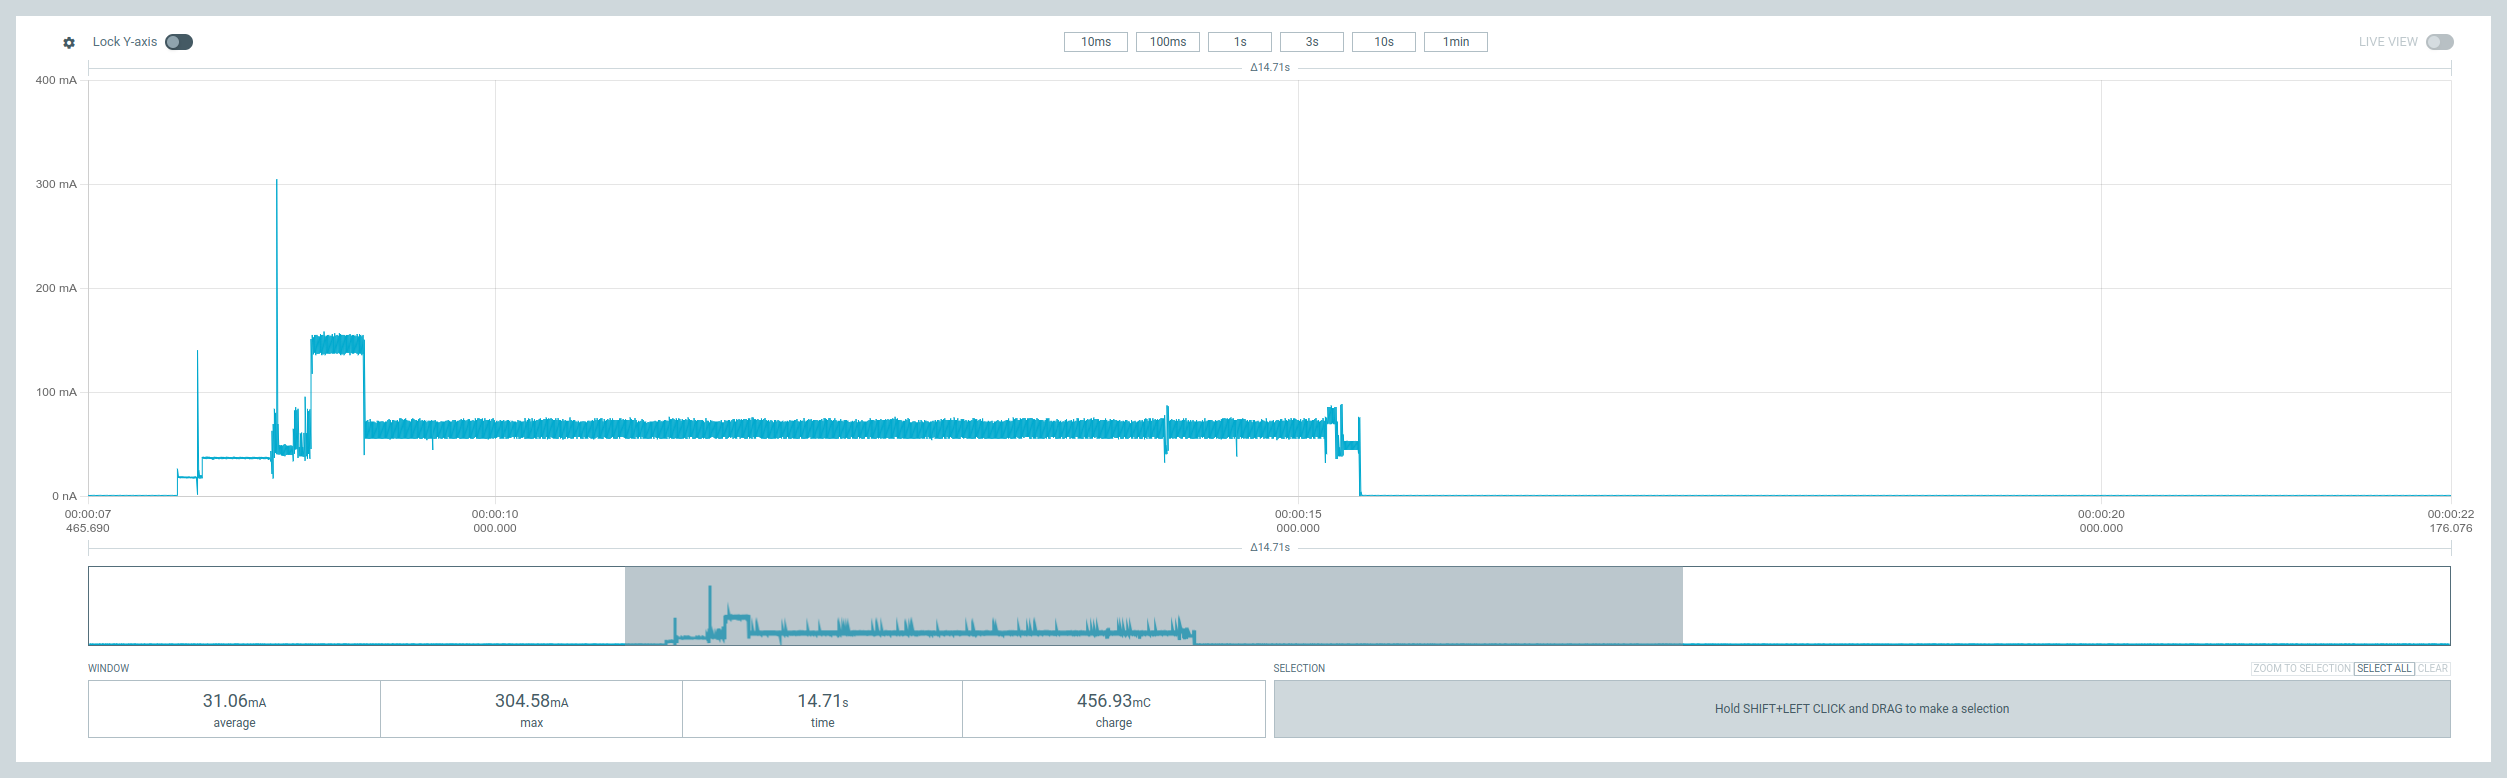 Lock Y-axis
10ms 100ms 1s 3s 10s 1min
LIVE VIEW
Δ14.71s
400 mA
300 mA
200 mA
100 mA
0 nA
00:00:07 00:00:10 00:00:15 00:00:20 00:00:22
465.690 000.000 000.000 000.000 176.076
Δ14.71s
WINDOW
31.06mA 304.58mA 14.71s 456.93mC
average max time charge
SELECTION
ZOOM TO SELECTION SELECT ALL CLEAR
Hold SHIFT+LEFT CLICK and DRAG to make a selection